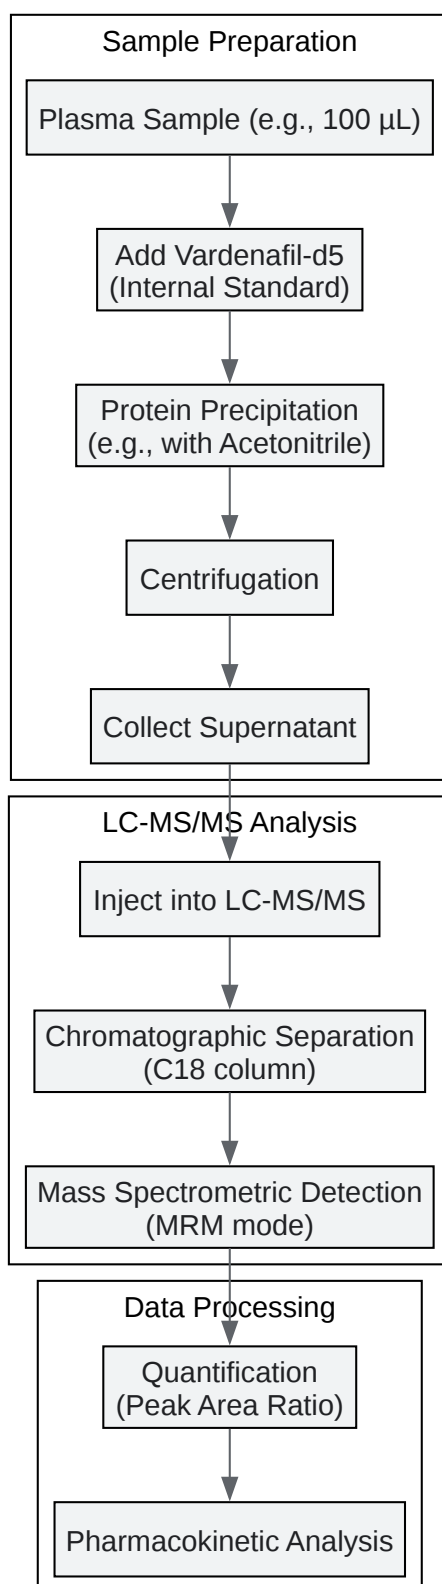 Sample Preparation
Plasma Sample (e.g., 100 µL)
Add Vardenafil-d5
(Internal Standard)
Protein Precipitation
(e.g., with Acetonitrile)
Centrifugation
Collect Supernatant
LC-MS/MS Analysis
Inject into LC-MS/MS
Chromatographic Separation
(C18 column)
Mass Spectrometric Detection
(MRM mode)
Data Processing
Quantification
(Peak Area Ratio)
Pharmacokinetic Analysis